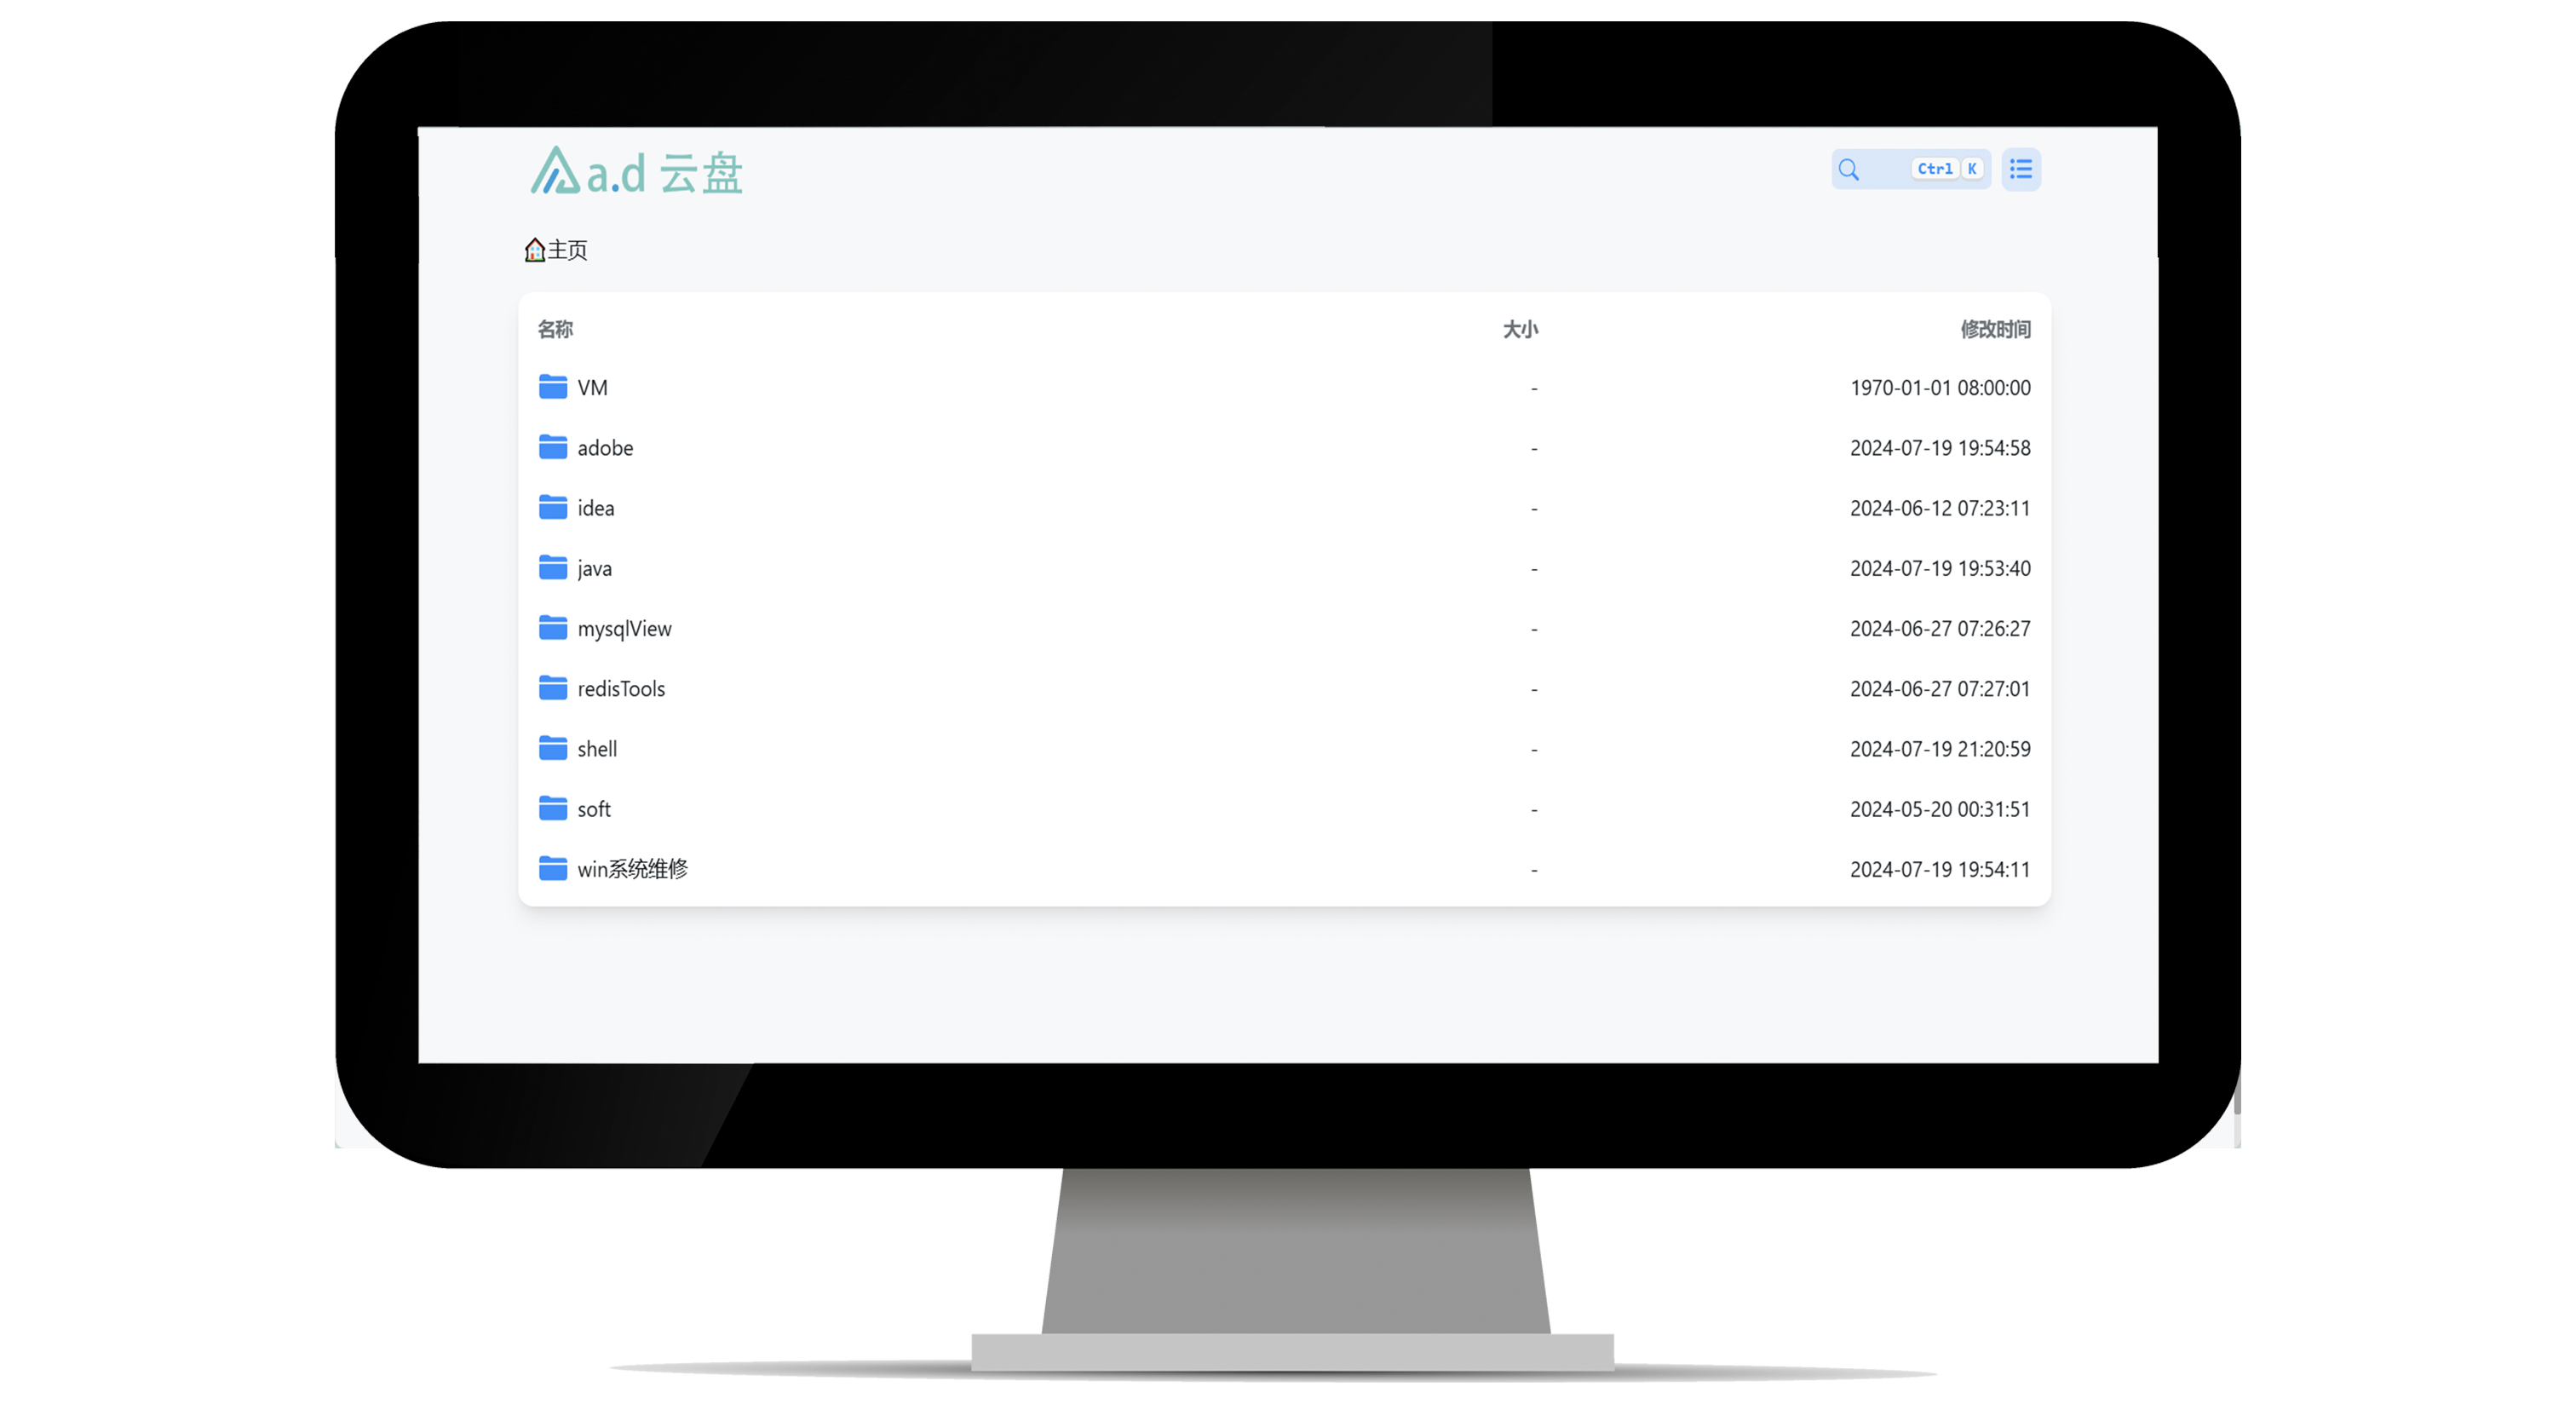 a.d 云盘
Ctrl K
🏠主页
名称 大小 修改时间
VM - 1970-01-01 08:00:00
adobe - 2024-07-19 19:54:58
idea - 2024-06-12 07:23:11
java - 2024-07-19 19:53:40
mysqlView - 2024-06-27 07:26:27
redisTools - 2024-06-27 07:27:01
shell - 2024-07-19 21:20:59
soft - 2024-05-20 00:31:51
win系统维修 - 2024-07-19 19:54:11